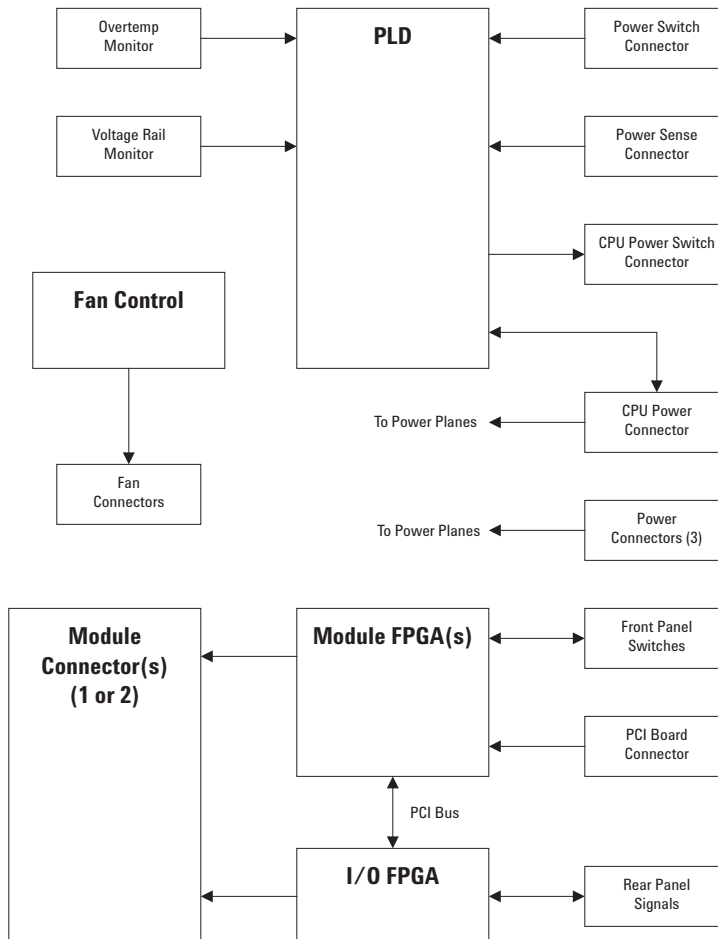 Overtemp
Monitor
PLD
Power Switch
Connector
Voltage Rail
Monitor
Power Sense
Connector
CPU Power Switch
Connector
Fan Control
To Power Planes
CPU Power
Connector
Fan
Connectors
To Power Planes
Power
Connectors (3)
Module
Connector(s)
(1 or 2)
Module FPGA(s)
Front Panel
Switches
PCI Board
Connector
PCI Bus
I/O FPGA
Rear Panel
Signals